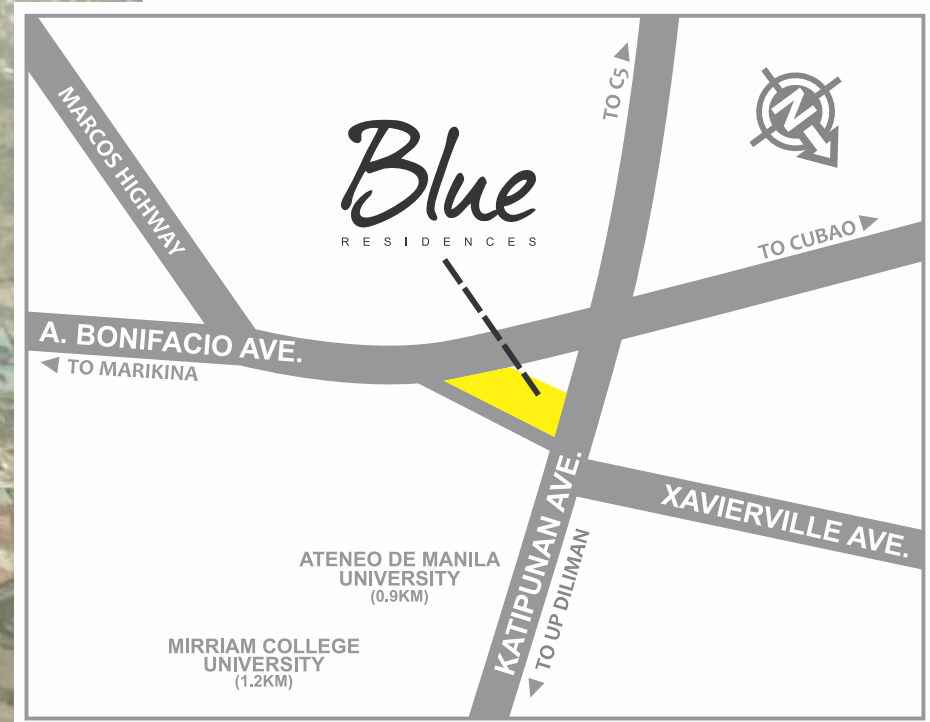 MARCOS HIGHWAY
TO C5
N
Blue
RESIDENCES
TO CUBAO
A. BONIFACIO AVE.
TO MARIKINA
XAVIERVILLE AVE.
KATIPUNAN AVE.
TO UP DILIMAN
ATENEO DE MANILA
UNIVERSITY
(0.9KM)
MIRRIAM COLLEGE
UNIVERSITY
(1.2KM)